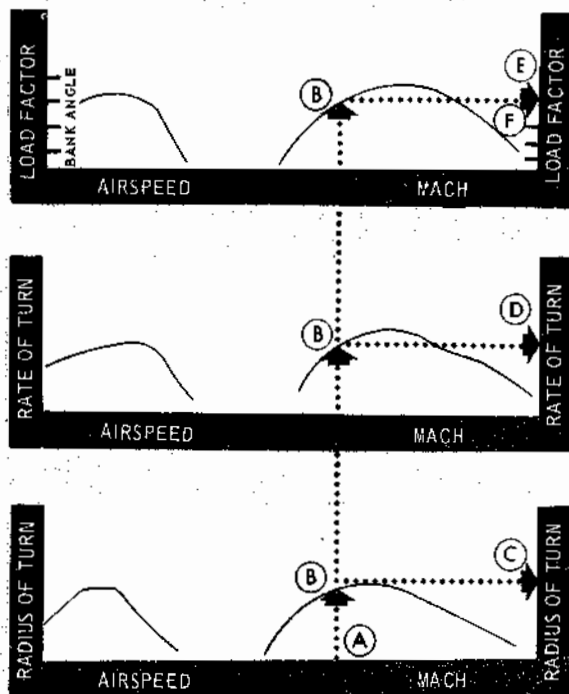 LOAD FACTOR
BANK ANGLE
B
E
F
LOAD FACTOR
AIRSPEED
MACH
RATE OF TURN
B
D
RATE OF TURN
AIRSPEED
MACH
RADIUS OF TURN
B
C
A
RADIUS OF TURN
AIRSPEED
MACH